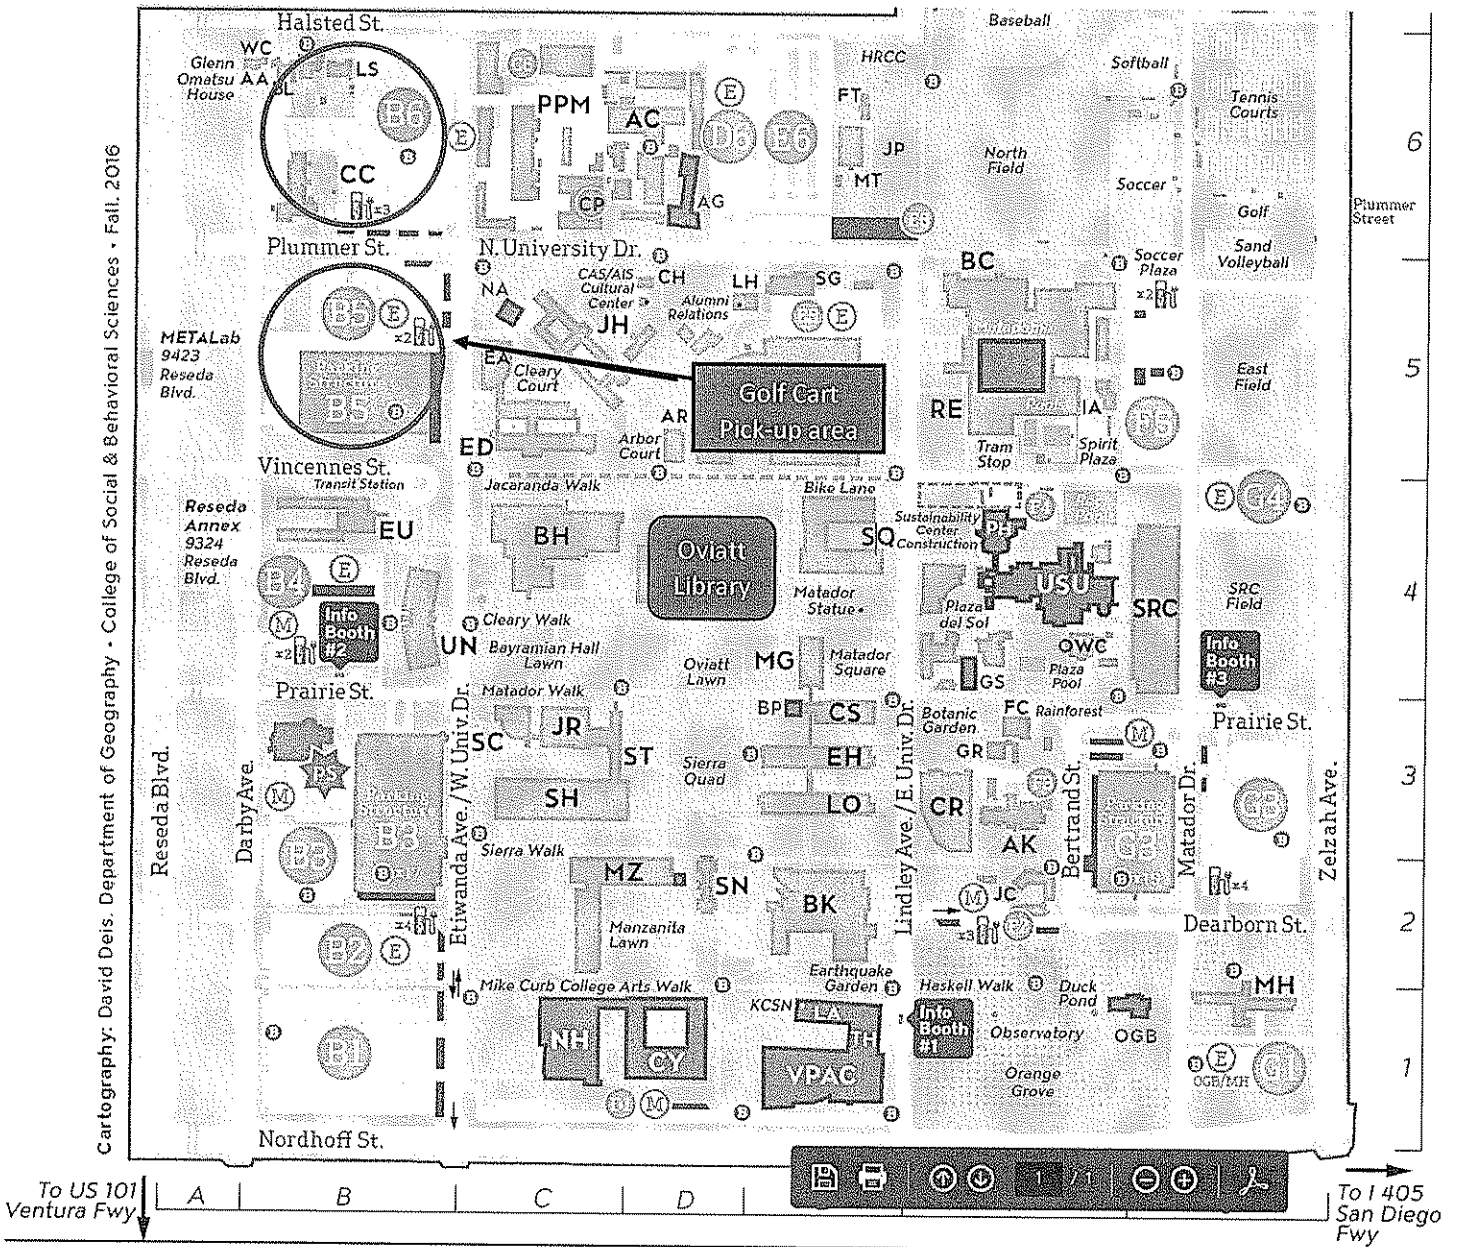 Halsted St.
WC
Glenn
Omatsu
House
AA
BL
LS
B6
E
CC
x3
PPM
AC
E
D6
E6
CP
AG
HRCC
FT
JP
MT
Baseball
Softball
Tennis
Courts
North
Field
Soccer
Golf
Sand
Volleyball
6
Plummer
Street
Plummer St.
N. University Dr.
B5
E
x2
METALab
9423
Reseda
Blvd.
Parking
Structure
B5
NA
CAS/AIS
Cultural
Center
CH
LH
SG
Alumni
Relations
JH
E
EA
Cleary
Court
Golf Cart
Pick-up area
AR
Arbor
Court
ED
BC
Soccer
Plaza
x2
RE
IA
Tram
Stop
Spirit
Plaza
East
Field
5
Vincennes St.
Transit Station
Jacaranda Walk
Bike Lane
Reseda
Annex
9324
Reseda
Blvd.
EU
BH
Oviatt
Library
SQ
Sustainability
Center
Construction
PH
E
G4
B4
E
M
Info
Booth
#2
x2
UN
Cleary Walk
Bayramian Hall
Lawn
Matador
Statue
Plaza
del Sol
USU
SRC
SRC
Field
4
OWC
MG
Matador
Square
Oviatt
Lawn
GS
Plaza
Pool
Info
Booth
#3
Prairie St.
Matador Walk
BP
CS
Botanic
Garden
FC
Rainforest
Prairie St.
SC
JR
ST
Sierra
Quad
EH
GR
M
PS
M
Parking
Structure
B3
SH
LO
CR
AK
Parking
Structure
G3
G3
3
B3
Sierra Walk
MZ
SN
BK
M
JC
x3
x4
B2
E
Manzanita
Lawn
Dearborn St.
2
Mike Curb College Arts Walk
Earthquake
Garden
Haskell Walk
Duck
Pond
MH
KCSN
LA
TH
VPAC
NH
CY
Info
Booth
#1
Observatory
OGB
E
OGB/MH
G1
B1
Orange
Grove
1
M
Nordhoff St.
Reseda Blvd.
Darby Ave.
Etiwanda Ave./W. Univ. Dr.
Lindley Ave./E. Univ. Dr.
Bertrand St.
Matador Dr.
Zelzah Ave.
Cartography: David Deis. Department of Geography • College of Social & Behavioral Sciences • Fall. 2016
1 / 1
To US 101
Ventura Fwy
A
B
C
D
To I 405
San Diego
Fwy